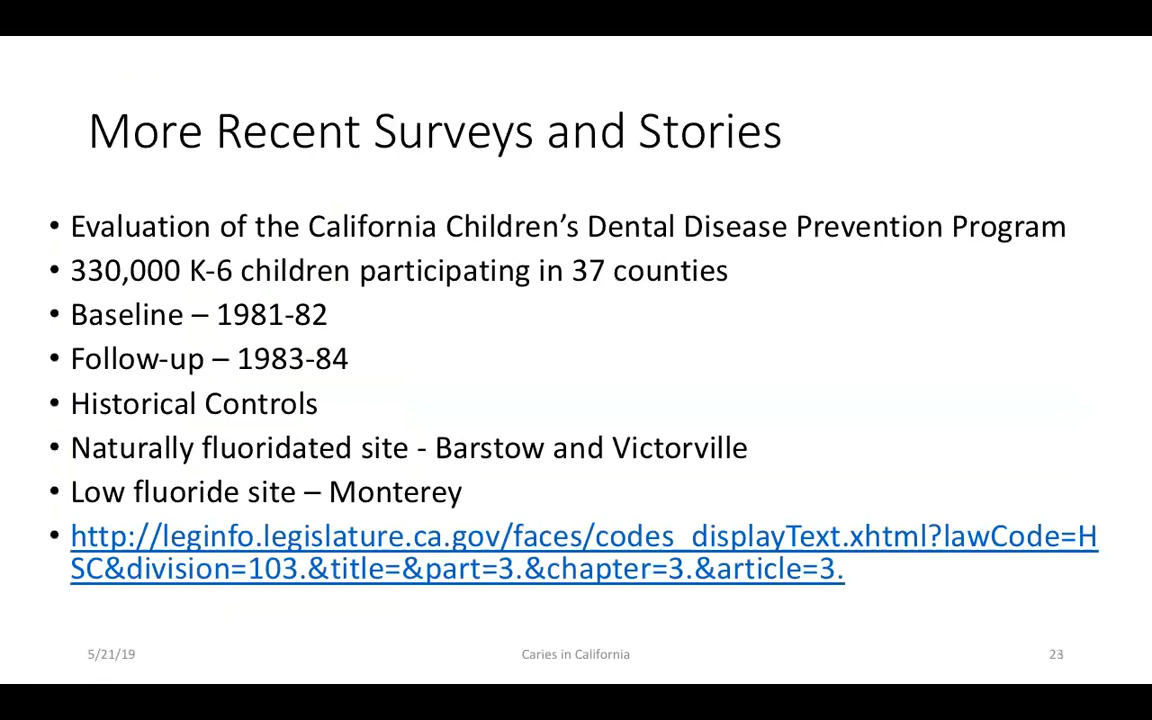 More Recent Surveys and Stories
• Evaluation of the California Children’s Dental Disease Prevention Program
• 330,000 K-6 children participating in 37 counties
• Baseline – 1981-82
• Follow-up – 1983-84
• Historical Controls
• Naturally fluoridated site - Barstow and Victorville
• Low fluoride site – Monterey
• http://leginfo.legislature.ca.gov/faces/codes_displayText.xhtml?lawCode=H
SC&division=103.&title=&part=3.&chapter=3.&article=3.
5/21/19
Caries in California
23